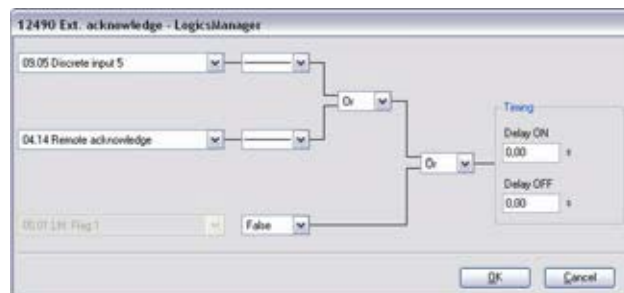 12490 Ext. acknowledge - LogicsManager
09.05 Discrete input 5
Or
Timing
Delay ON
04.14 Remote acknowledge
0,00 s
Or
Delay OFF
0,00 s
00.01 LM: Flag 1
False
OK
Cancel